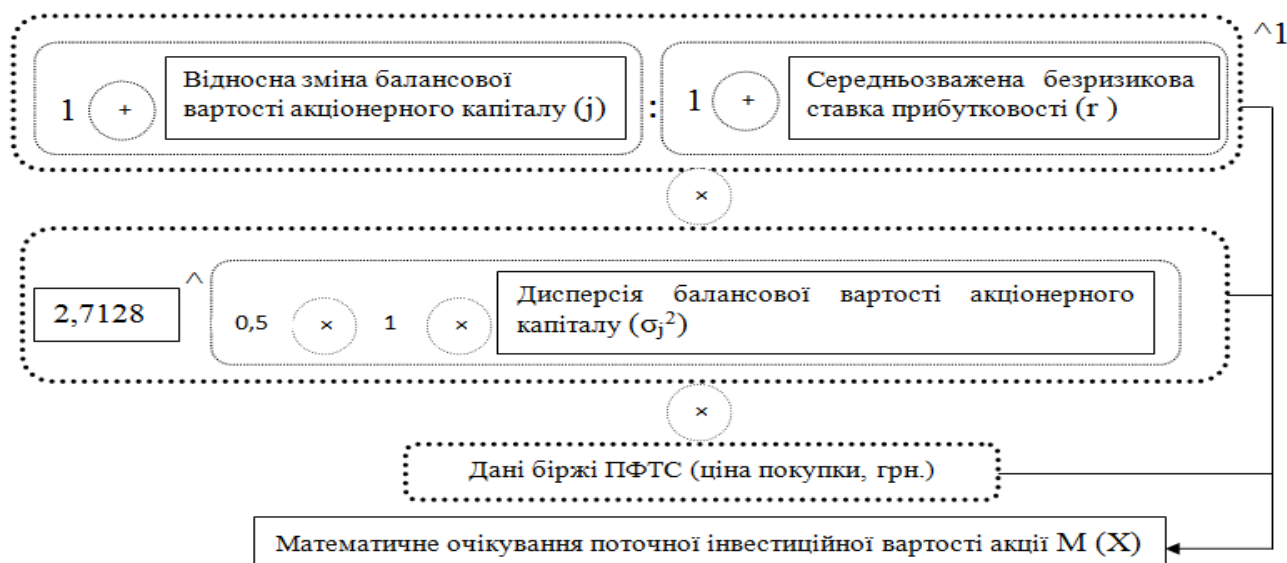 ^1
1 + Відносна зміна балансової
вартості акціонерного капіталу (j)
:
1 + Середньозважена безризикова
ставка прибутковості (r )
×
2,7128 ^
0,5 × 1 ×
Дисперсія балансової вартості акціонерного
капіталу (σj²)
×
Дані біржі ПФТС (ціна покупки, грн.)
Математичне очікування поточної інвестиційної вартості акції М (Х)